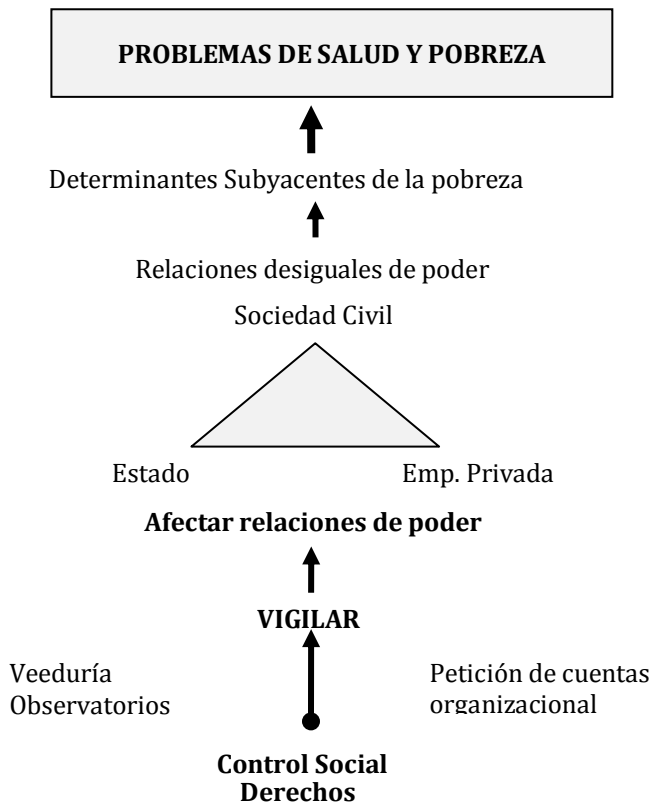 PROBLEMAS DE SALUD Y POBREZA
Determinantes Subyacentes de la pobreza
Relaciones desiguales de poder
Sociedad Civil
Estado
Emp. Privada
Afectar relaciones de poder
VIGILAR
Veeduría
Observatorios
Petición de cuentas
organizacional
Control Social
Derechos